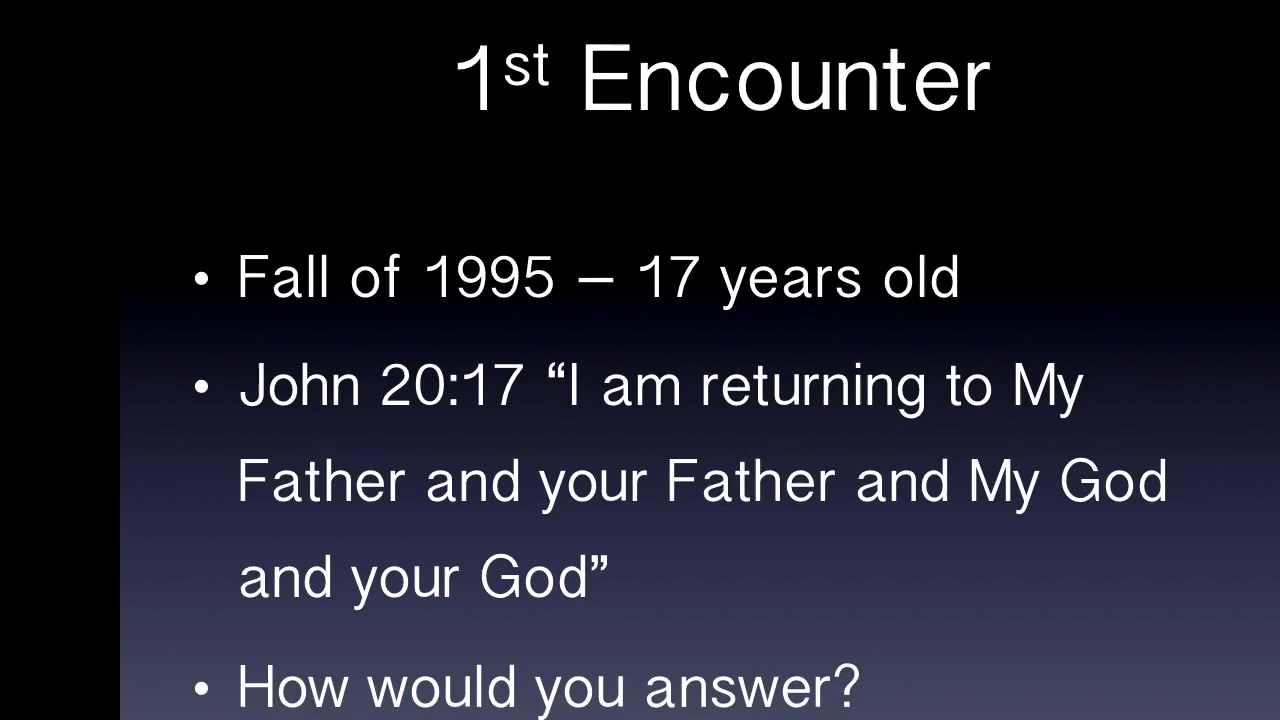 1st Encounter
• Fall of 1995 – 17 years old
• John 20:17 “I am returning to My
Father and your Father and My God
and your God”
• How would you answer?